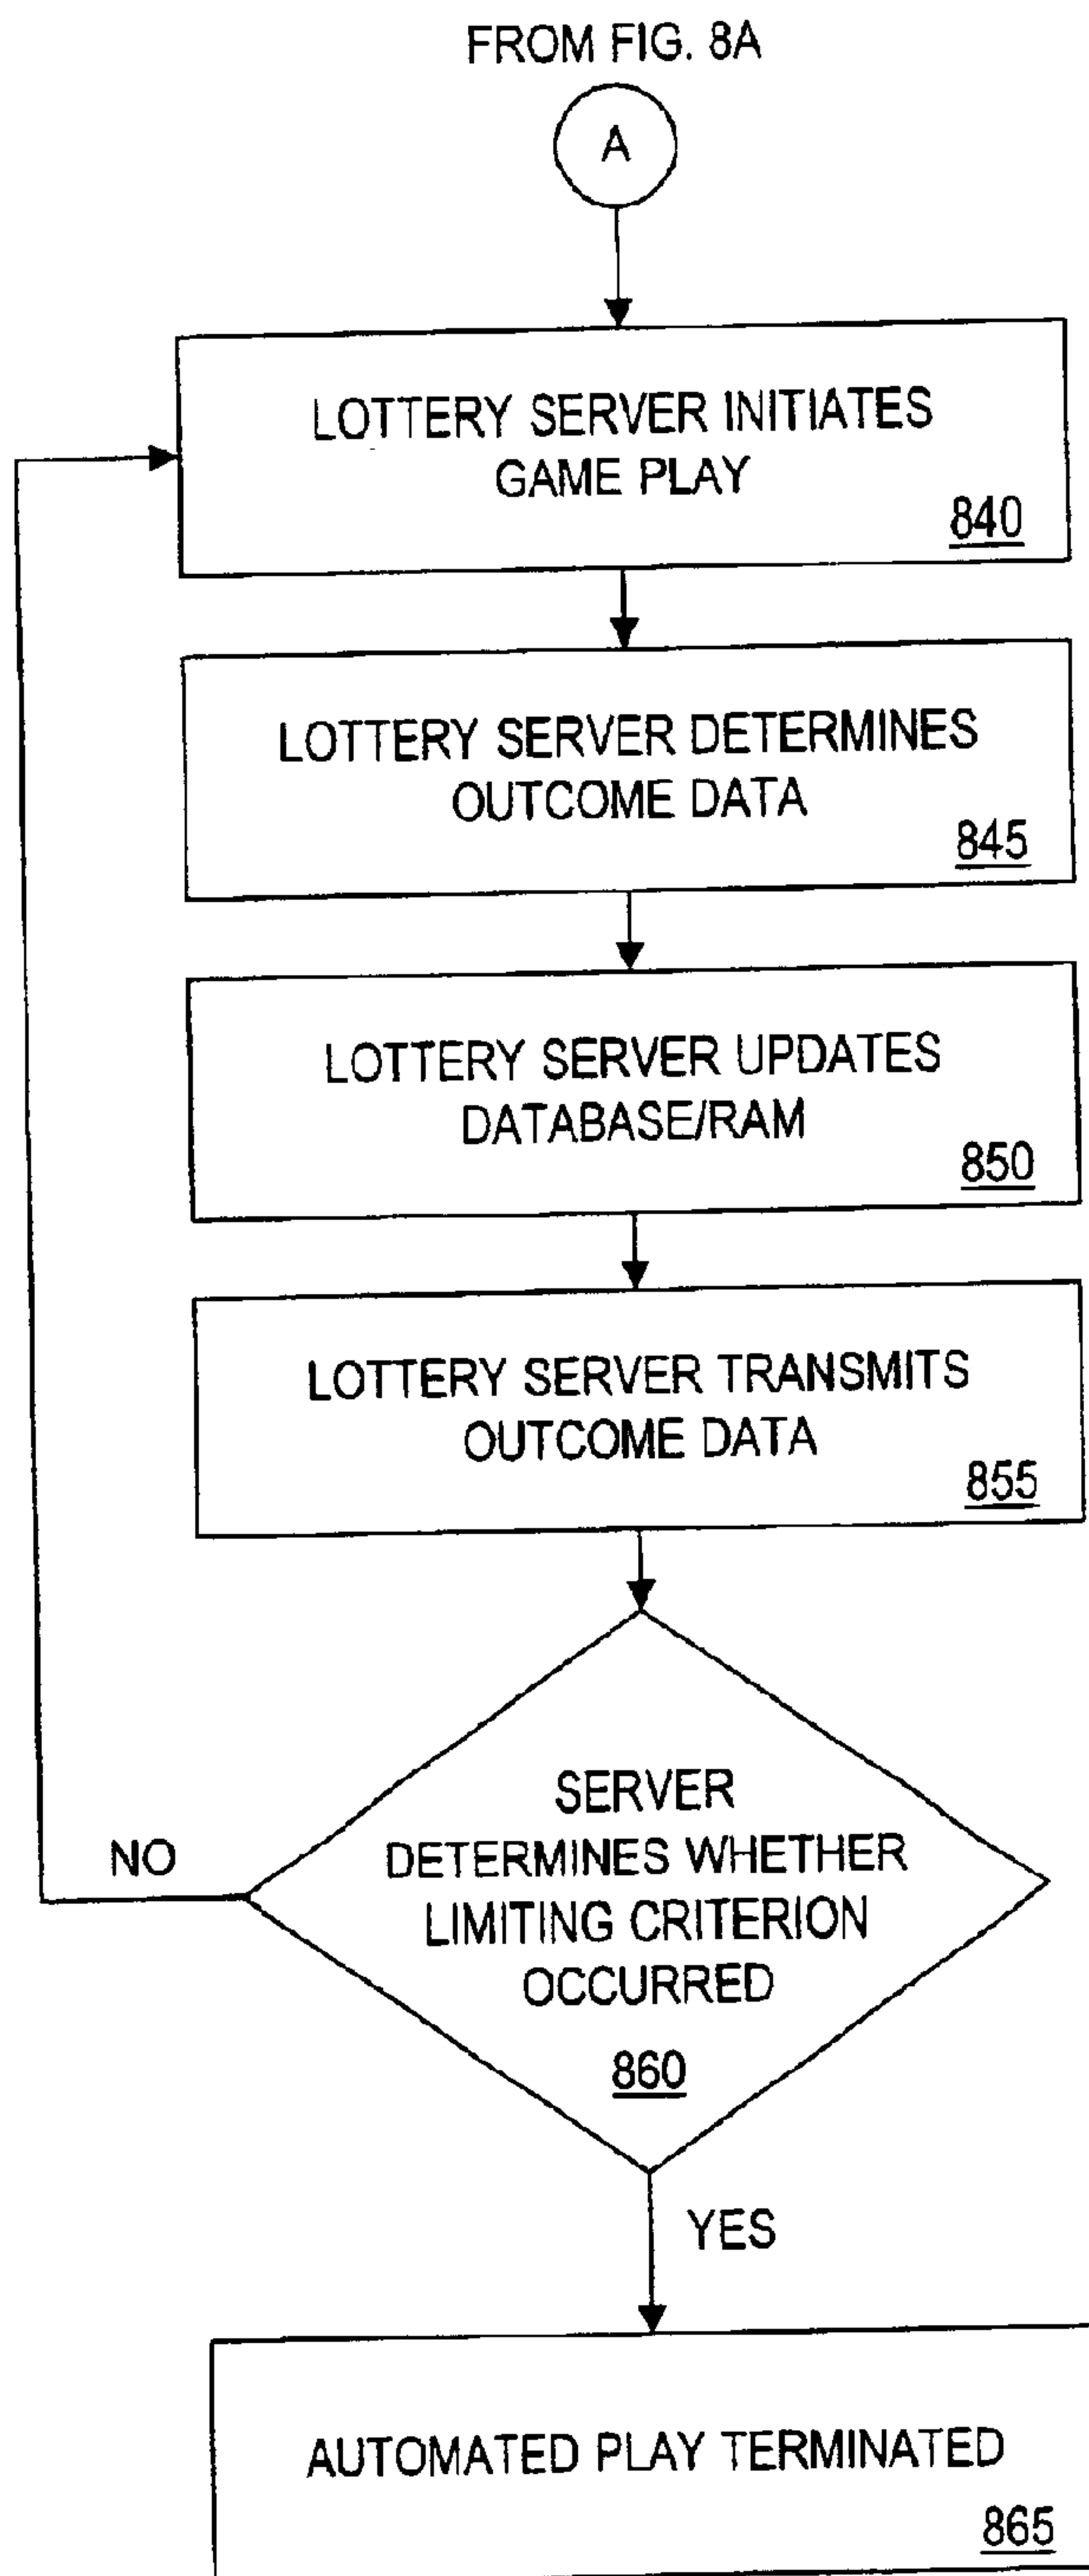 FROM FIG. 8A
A
LOTTERY SERVER INITIATES
GAME PLAY
840
LOTTERY SERVER DETERMINES
OUTCOME DATA
845
LOTTERY SERVER UPDATES
DATABASE/RAM
850
LOTTERY SERVER TRANSMITS
OUTCOME DATA
855
SERVER
DETERMINES WHETHER
LIMITING CRITERION
OCCURRED
860
NO
YES
AUTOMATED PLAY TERMINATED
865